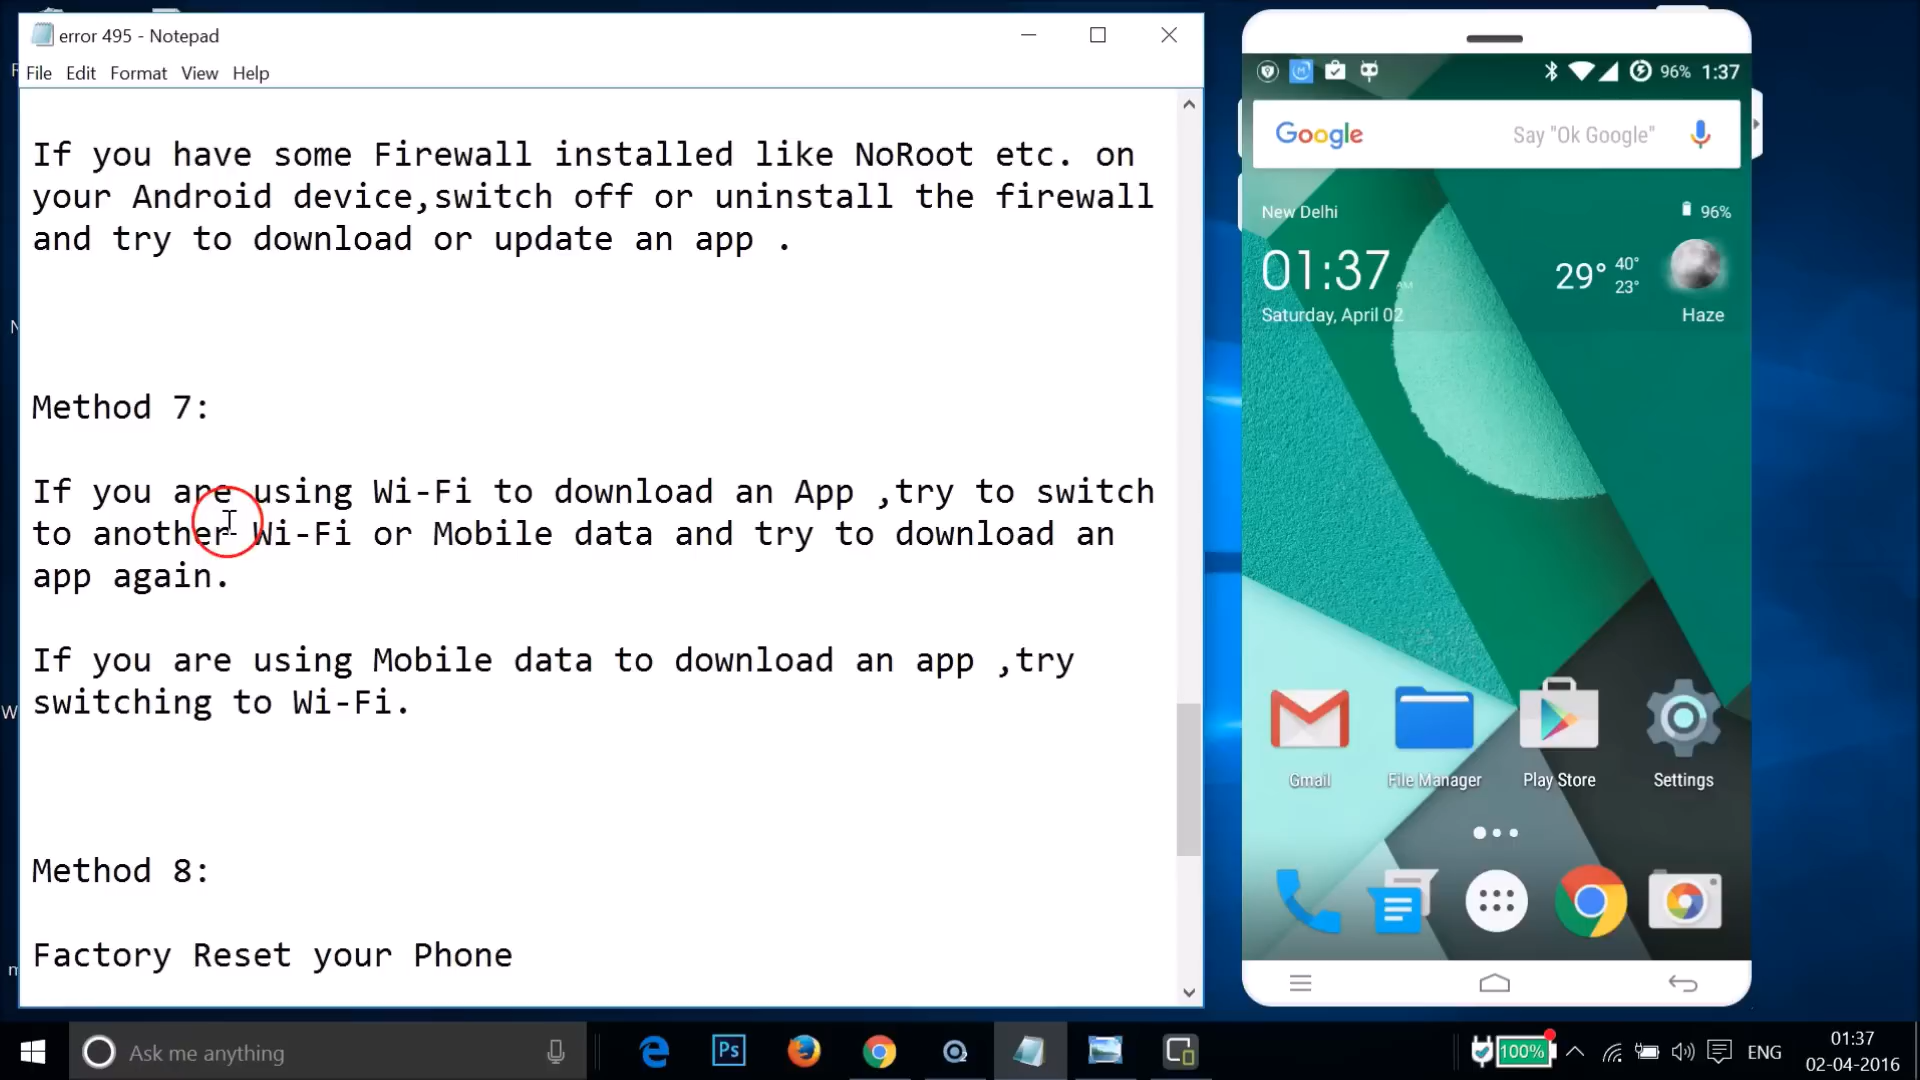 error 495 - Notepad
File Edit Format View Help
If you have some Firewall installed like NoRoot etc. on
your Android device,switch off or uninstall the firewall
and try to download or update an app .
Method 7:
If you are using Wi-Fi to download an App ,try to switch
to another Wi-Fi or Mobile data and try to download an
app again.
If you are using Mobile data to download an app ,try
switching to Wi-Fi.
Method 8:
Factory Reset your Phone
96% 1:37
Google Say "Ok Google"
New Delhi 96%
01:37 AM 29° 40° 23°
Saturday, April 02 Haze
Gmail File Manager Play Store Settings
Ask me anything
Ps
100%
ENG
01:37
02-04-2016